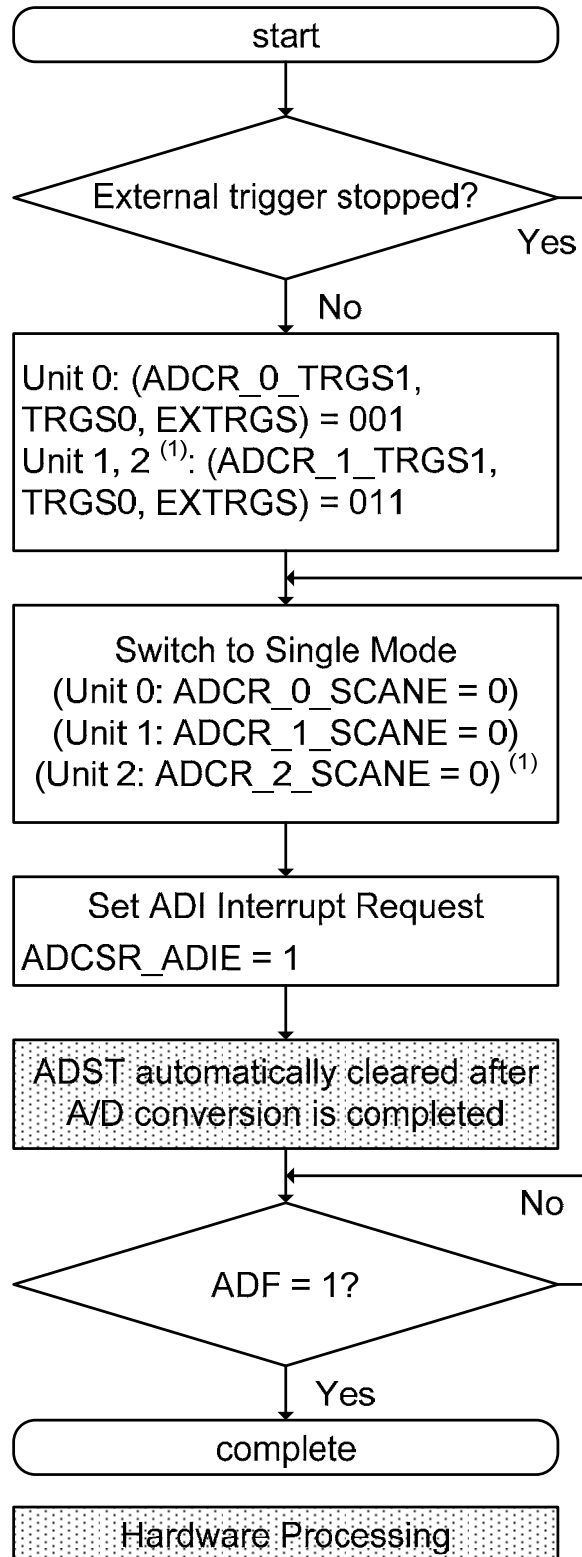 start
External trigger stopped?
Yes
No
Unit 0: (ADCR_0_TRGS1,
TRGS0, EXTRGS) = 001
Unit 1, 2 (1): (ADCR_1_TRGS1,
TRGS0, EXTRGS) = 011
Switch to Single Mode
(Unit 0: ADCR_0_SCANE = 0)
(Unit 1: ADCR_1_SCANE = 0)
(Unit 2: ADCR_2_SCANE = 0) (1)
Set ADI Interrupt Request
ADCSR_ADIE = 1
ADST automatically cleared after
A/D conversion is completed
No
ADF = 1?
Yes
complete
Hardware Processing